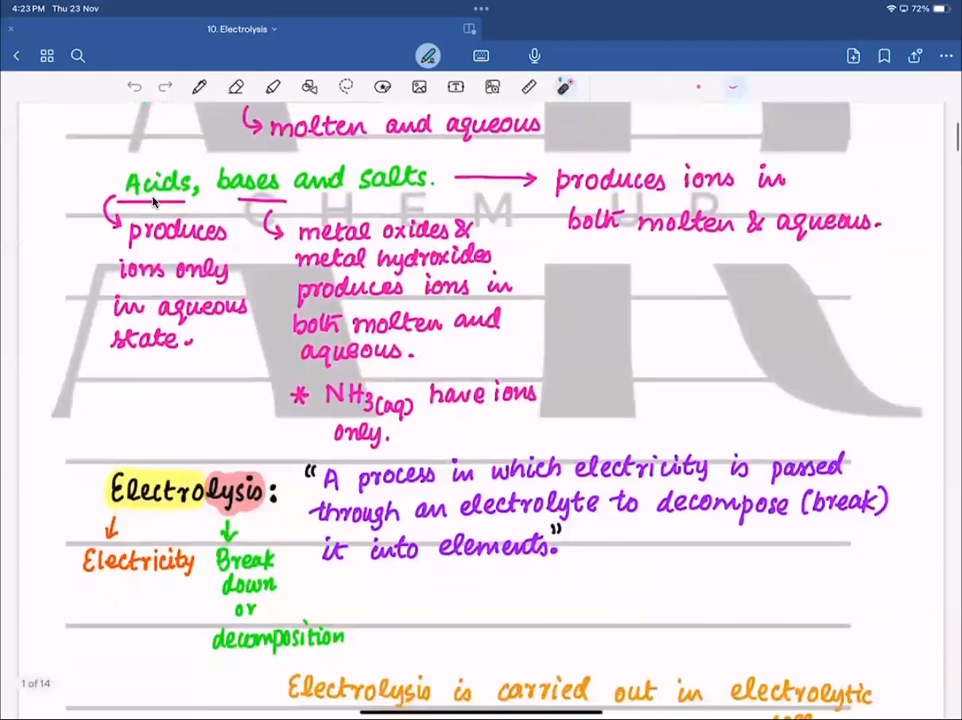 4:23PM Thu 23 Nov
72%
10. Electrolysis
molten and aqueous
Acids, bases and salts. → produces ions in
both molten & aqueous.
CHEM UP
produces
ions only
in aqueous
state.
metal oxides &
metal hydroxides
produces ions in
both molten and
aqueous.
* NH3(aq) have ions
only.
Electrolysis:
Electricity
Break
down
or
decomposition
"A process in which electricity is passed
through an electrolyte to decompose (break)
it into elements."
1 of 14
Electrolysis is carried out in electrolytic